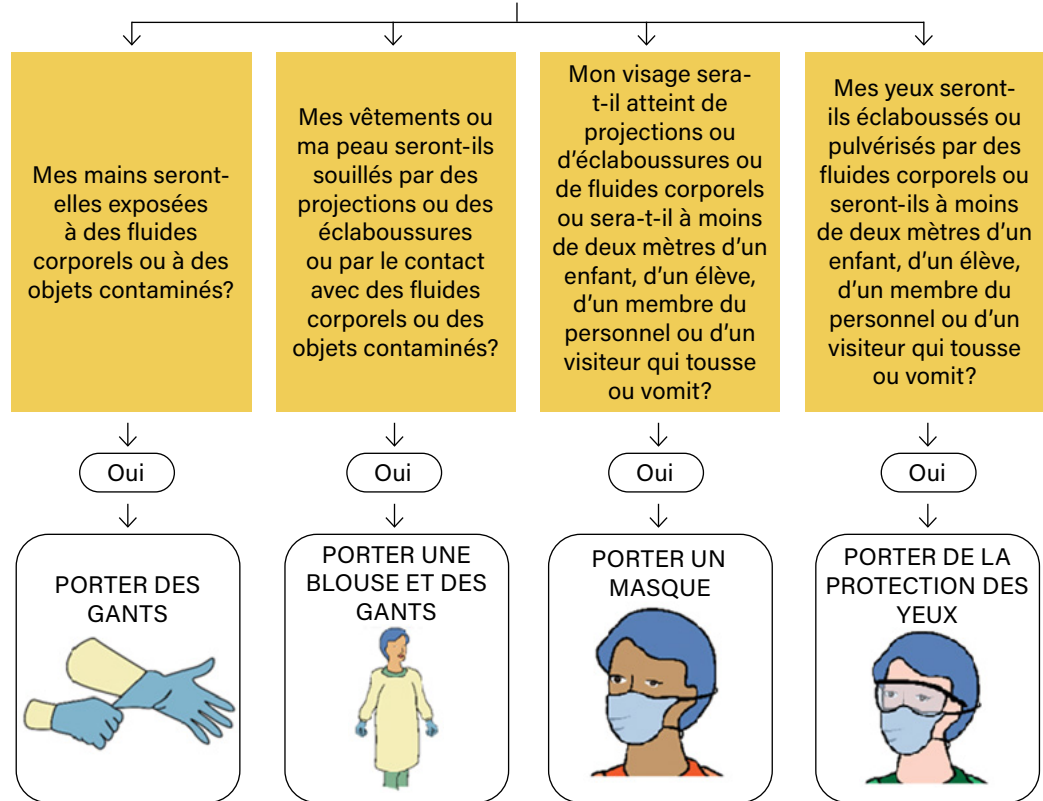 Mes mains seront-
elles exposées
à des fluides
corporels ou à des
objets contaminés?
Mes vêtements ou
ma peau seront-ils
souillés par des
projections ou des
éclaboussures
ou par le contact
avec des fluides
corporels ou des
objets contaminés?
Mon visage sera-
t-il atteint de
projections ou
d'éclaboussures ou
de fluides corporels
ou sera-t-il à moins
de deux mètres d'un
enfant, d'un élève,
d'un membre du
personnel ou d'un
visiteur qui tousse
ou vomit?
Mes yeux seront-
ils éclaboussés ou
pulvérisés par des
fluides corporels ou
seront-ils à moins
de deux mètres d'un
enfant, d'un élève,
d'un membre du
personnel ou d'un
visiteur qui tousse
ou vomit?
Oui
Oui
Oui
Oui
PORTER DES
GANTS
PORTER UNE
BLOUSE ET DES
GANTS
PORTER UN
MASQUE
PORTER DE LA
PROTECTION DES
YEUX